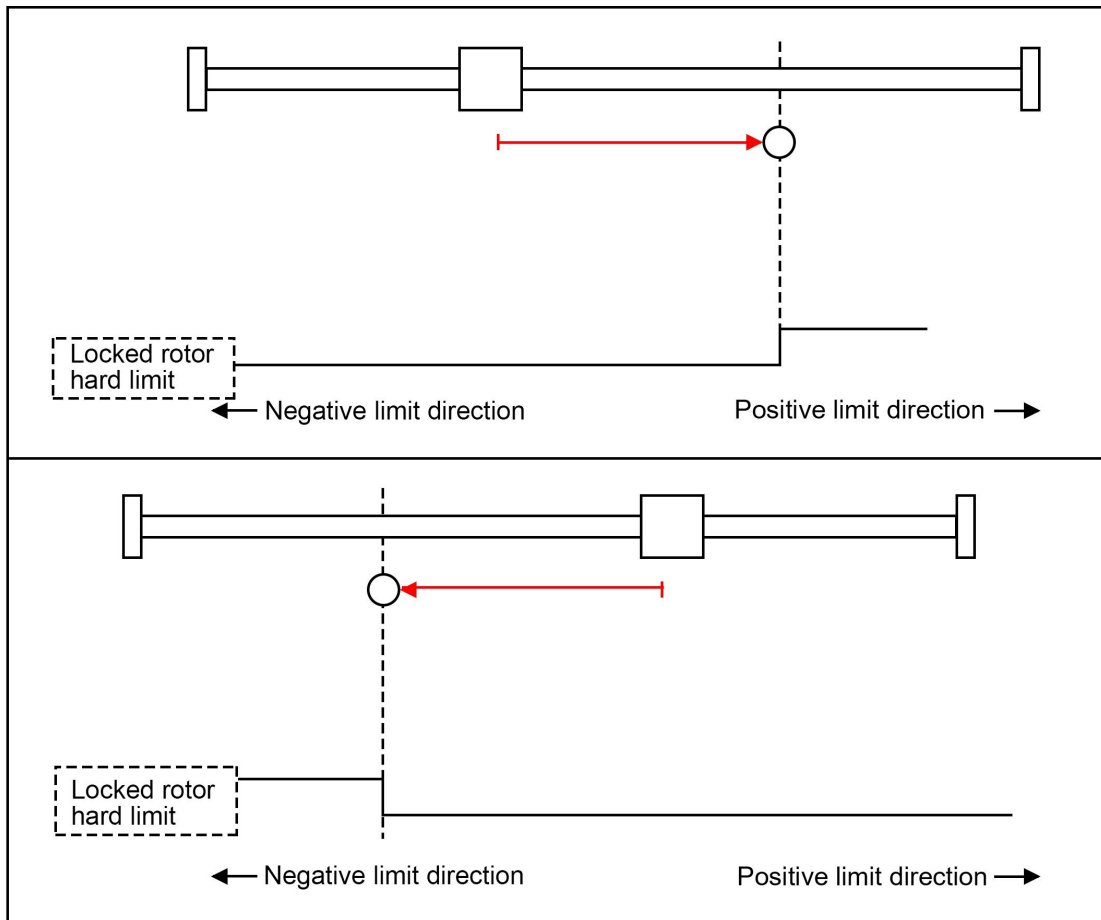 Locked rotor
hard limit
Negative limit direction
Positive limit direction
Locked rotor
hard limit
Negative limit direction
Positive limit direction